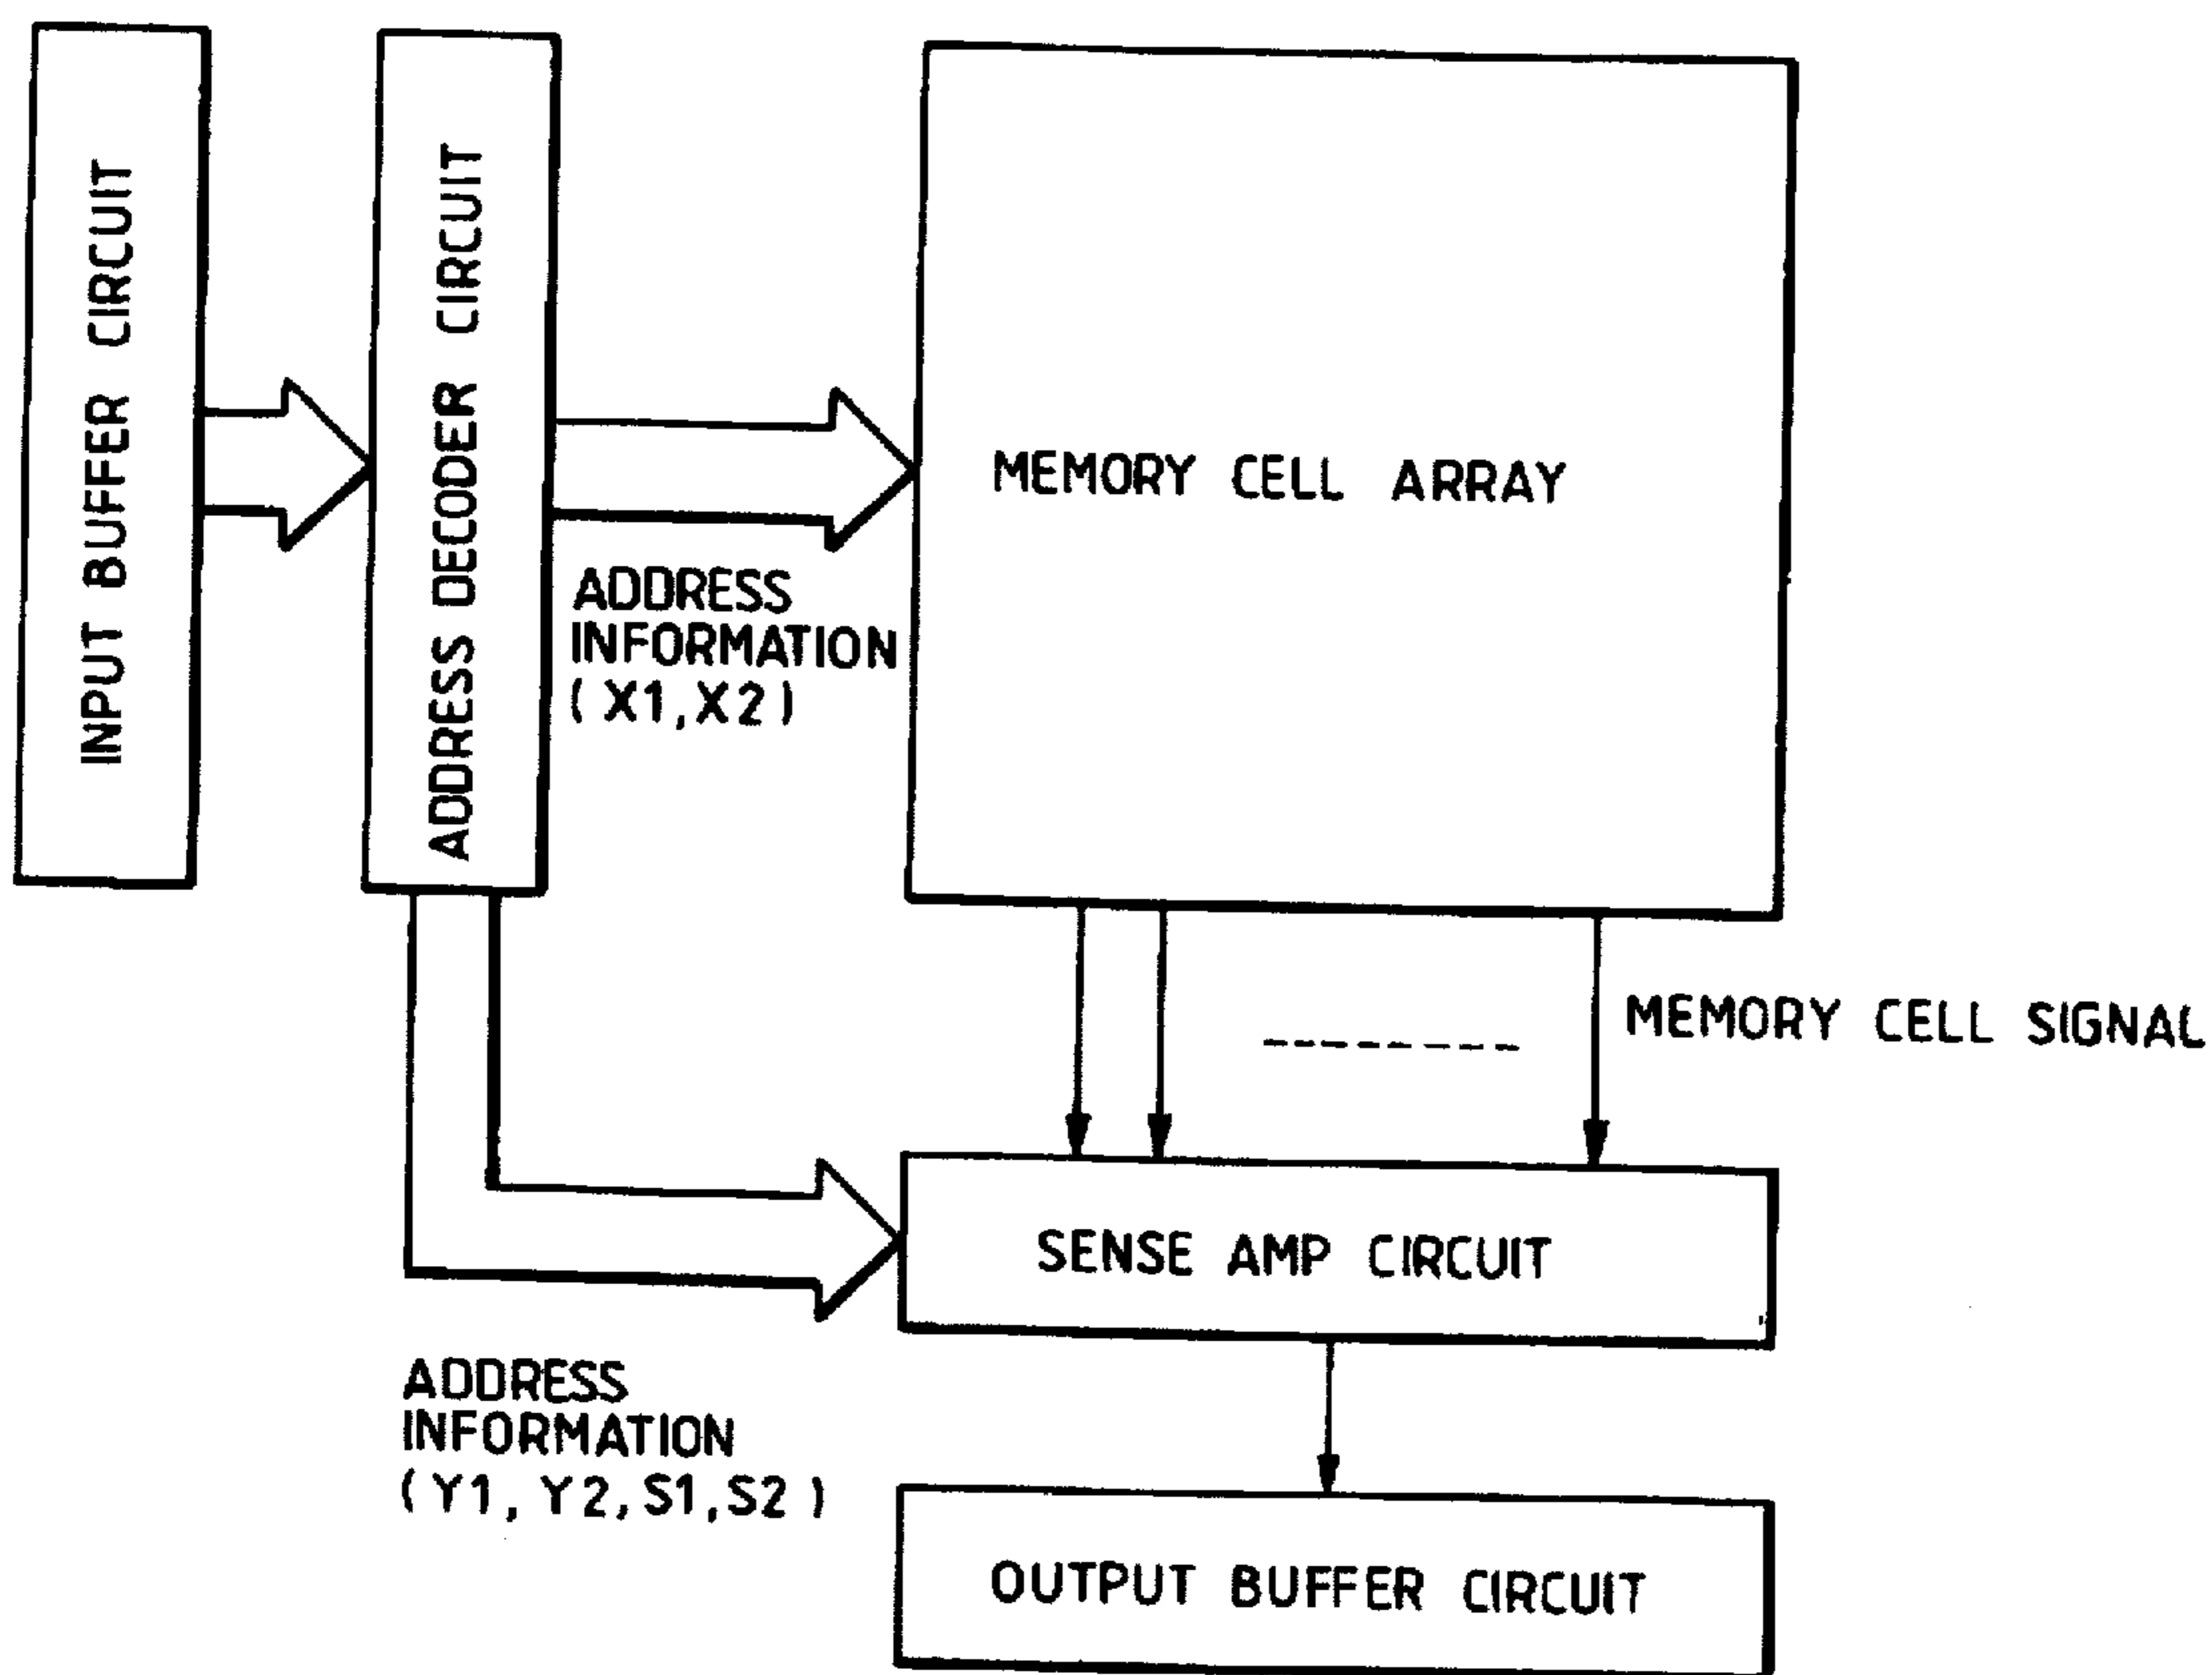 INPUT BUFFER CIRCUIT
ADDRESS DECODER CIRCUIT
MEMORY CELL ARRAY
ADDRESS
INFORMATION
(X1,X2)
MEMORY CELL SIGNAL
SENSE AMP CIRCUIT
ADDRESS
INFORMATION
(Y1, Y2, S1, S2)
OUTPUT BUFFER CIRCUIT